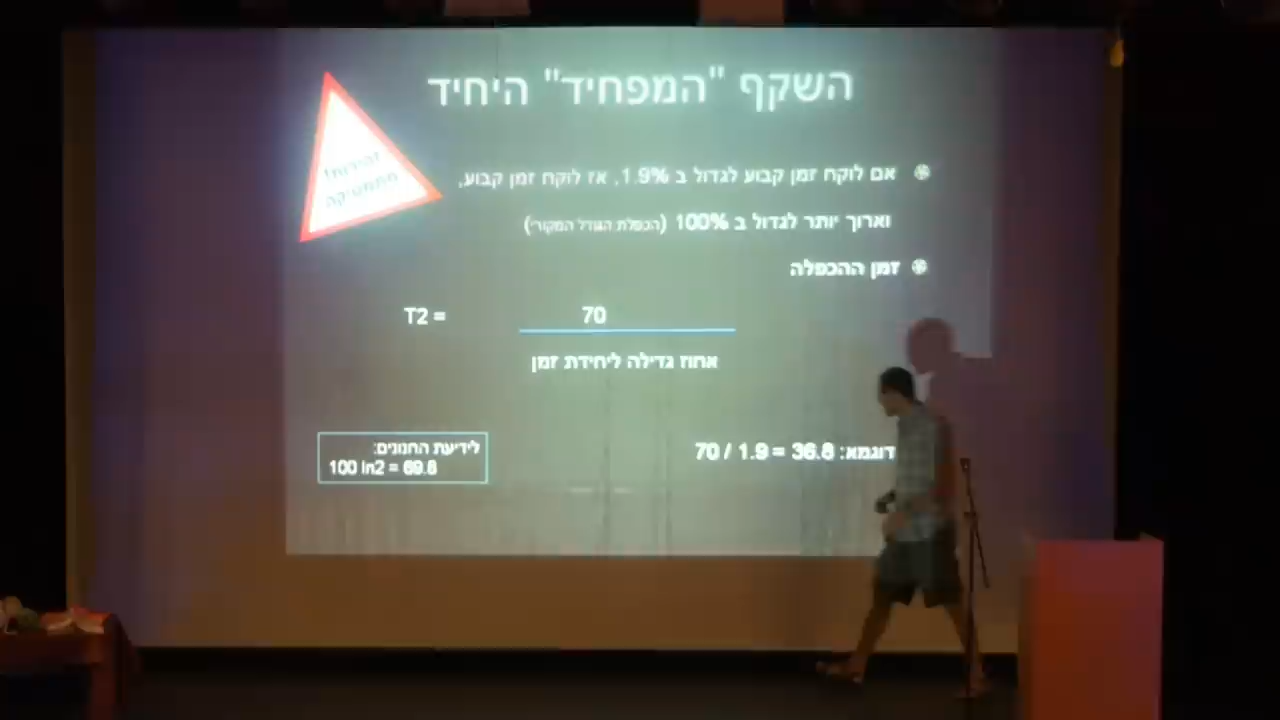 השקף "המפחיד" היחיד
זהירות!
מתמטיקה
אם לוקח זמן קבוע לגדול ב 1.9%, אז לוקח זמן קבוע,
וארוך יותר לגדול ב 100% (הכפלת הגודל המקורי)
זמן ההכפלה
T2 =
70
אחוז גדילה ליחידת זמן
דוגמא: 70 / 1.9 = 36.8
לידיעת החנונים:
100 ln2 = 69.8